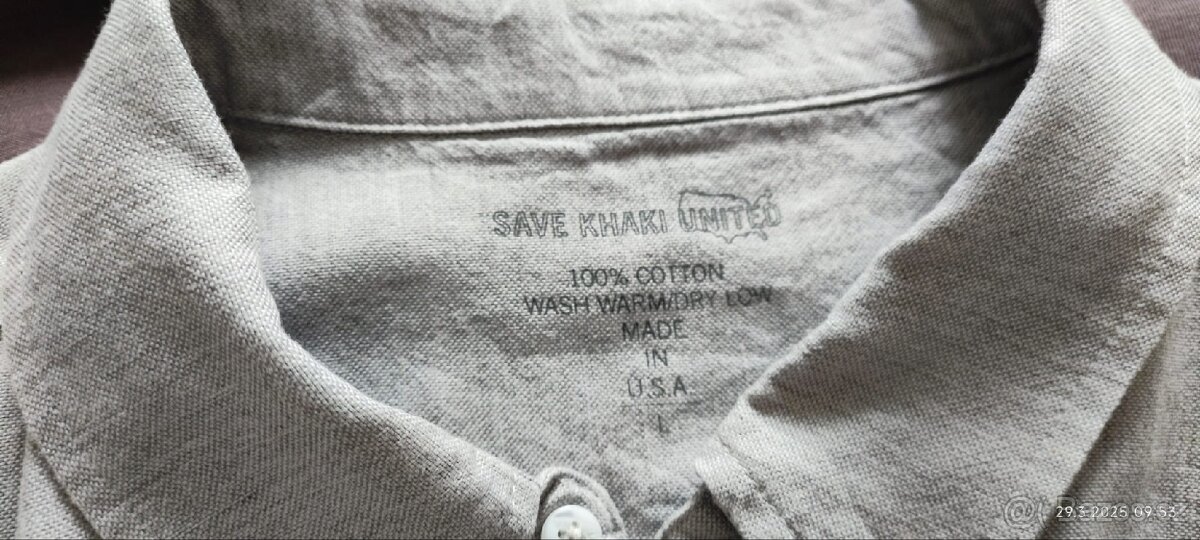 SAVE KHAKI UNITED
100% COTTON
WASH WARM/DRY LOW
MADE
IN
U.S.A.
L
29.3.2025 09:53